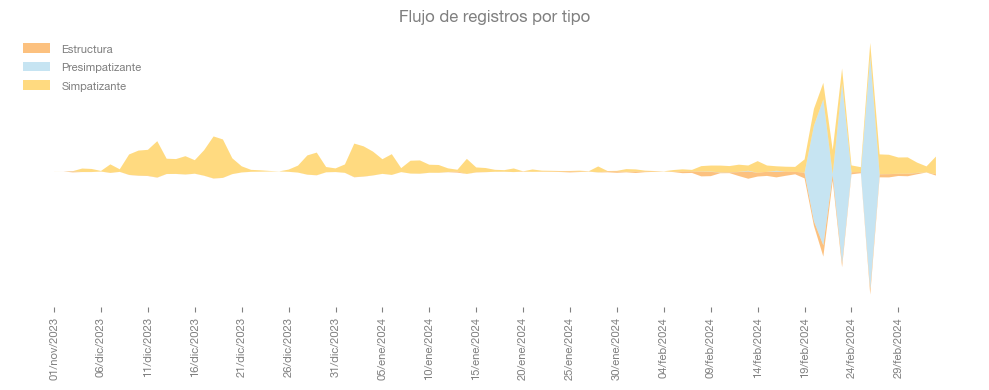 Flujo de registros por tipo
Estructura
Presimpatizante
Simpatizante
01/nov/2023
06/dic/2023
11/dic/2023
16/dic/2023
21/dic/2023
26/dic/2023
31/dic/2023
05/ene/2024
10/ene/2024
15/ene/2024
20/ene/2024
25/ene/2024
30/ene/2024
04/feb/2024
09/feb/2024
14/feb/2024
19/feb/2024
24/feb/2024
29/feb/2024